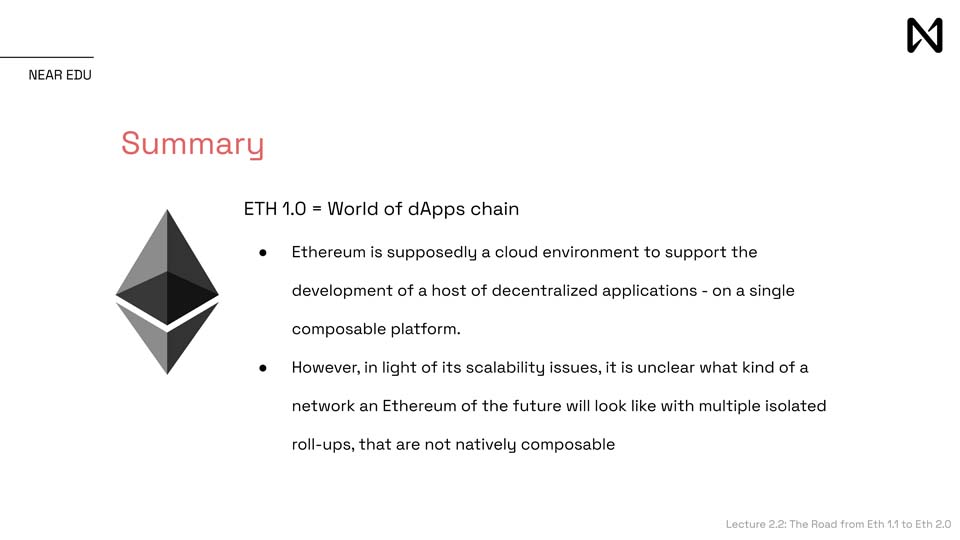 NEAR EDU
Summary
ETH 1.0 = World of dApps chain
● Ethereum is supposedly a cloud environment to support the
development of a host of decentralized applications - on a single
composable platform.
● However, in light of its scalability issues, it is unclear what kind of a
network an Ethereum of the future will look like with multiple isolated
roll-ups, that are not natively composable
Lecture 2.2: The Road from Eth 1.1 to Eth 2.0